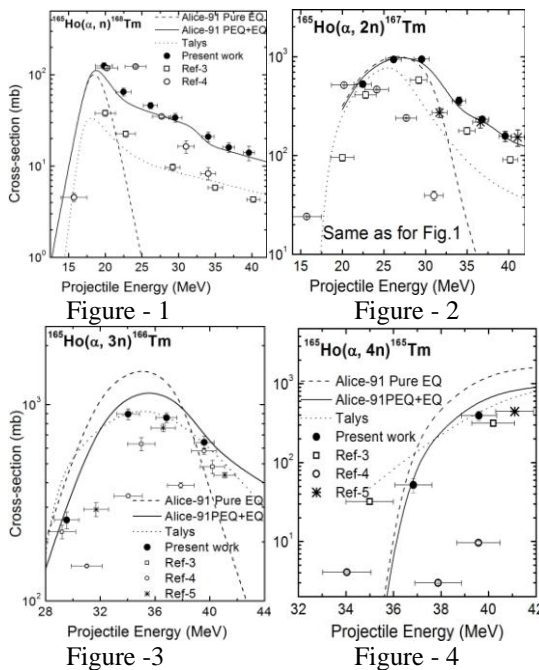 ¹⁶⁵Ho(α, n)¹⁶⁸Tm
Alice-91 Pure EQ
Alice-91 PEQ+EQ
Talys
Present work
Ref-3
Ref-4
10³
10²
10¹
10⁰
Cross-section (mb)
15 20 25 30 35 40
Projectile Energy (MeV)
Figure - 1
¹⁶⁵Ho(α, 2n)¹⁶⁷Tm
10³
10²
10¹
Same as for Fig.1
15 20 25 30 35 40
Projectile Energy (MeV)
Figure - 2
¹⁶⁵Ho(α, 3n)¹⁶⁶Tm
10³
10²
Cross-section (mb)
Alice-91 Pure EQ
Alice-91PEQ+EQ
Talys
Present work
Ref-3
Ref-4
Ref-5
28 32 36 40 44
Projectile Energy (MeV)
Figure -3
¹⁶⁵Ho(α, 4n)¹⁶⁵Tm
Alice-91 Pure EQ
Alice-91PEQ+EQ
Talys
Present work
Ref-3
Ref-4
Ref-5
10³
10²
10¹
32 34 36 38 40 42
Projectile Energy (MeV)
Figure - 4